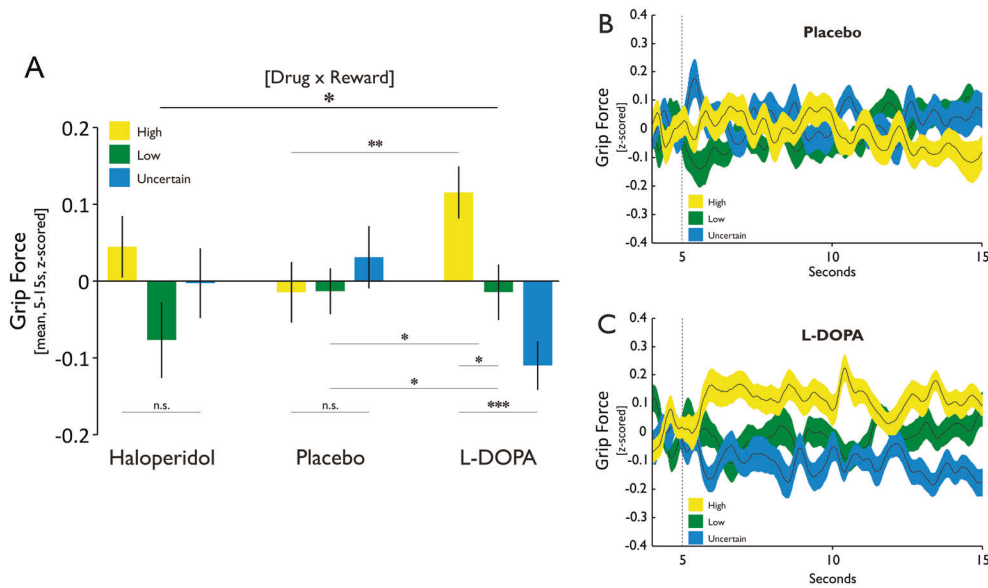 A
[Drug x Reward]
*
High
Low
Uncertain
**
0.2
0.1
0
-0.1
-0.2
Grip Force
[mean, 5-15s, z-scored]
*
*
*
n.s.
n.s.
***
Haloperidol
Placebo
L-DOPA
B
Placebo
0.4
0.3
0.2
0.1
0
-0.1
-0.2
-0.3
-0.4
Grip Force
[z-scored]
High
Low
Uncertain
5
10
15
Seconds
C
L-DOPA
0.4
0.3
0.2
0.1
0
-0.1
-0.2
-0.3
-0.4
Grip Force
[z-scored]
High
Low
Uncertain
5
10
15
Seconds